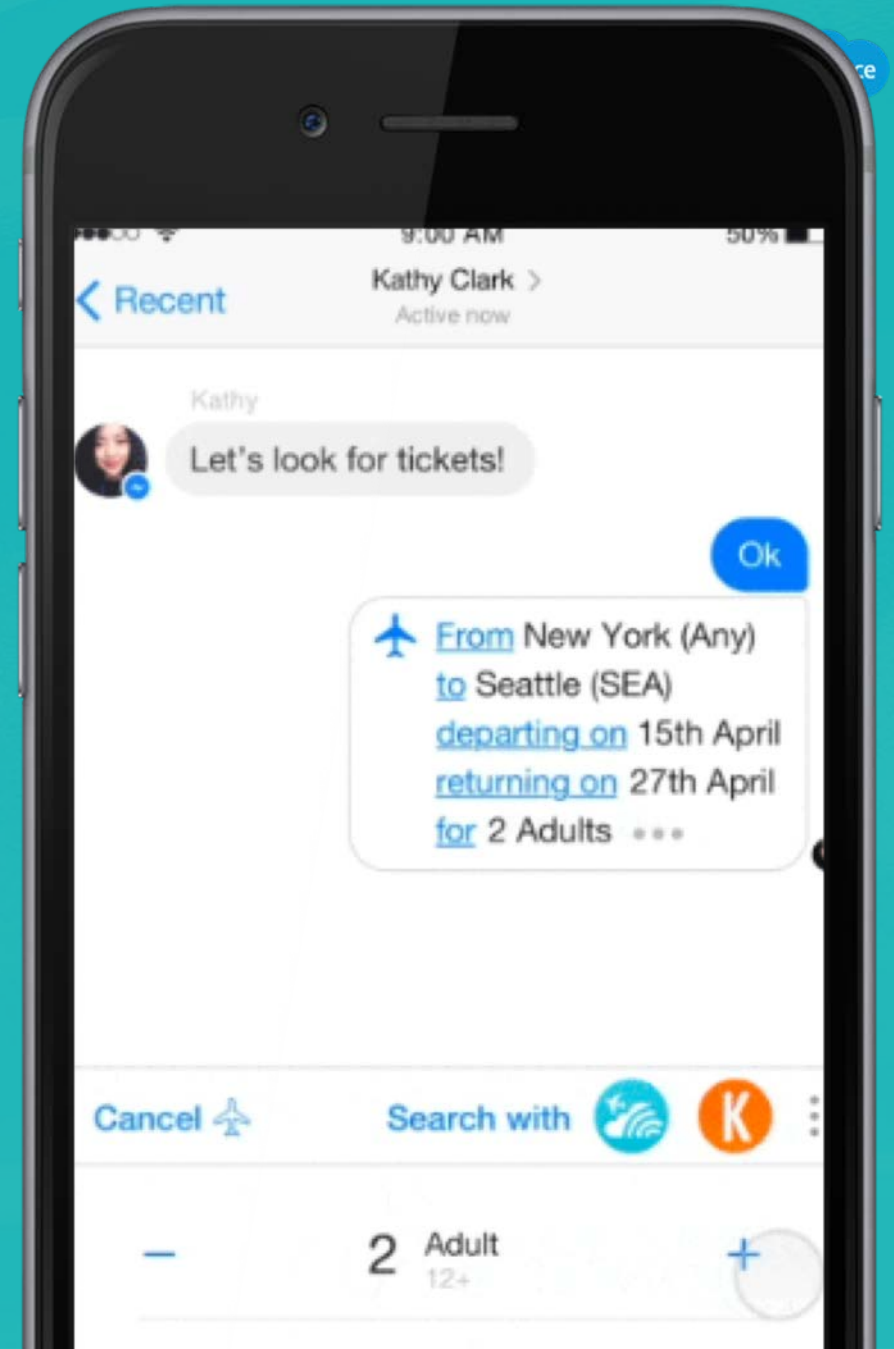 ce
9:00 AM 50%
Recent
Kathy Clark
Active now
Kathy
Let's look for tickets!
Ok
From New York (Any)
to Seattle (SEA)
departing on 15th April
returning on 27th April
for 2 Adults
Cancel Search with K
2 Adult
12+